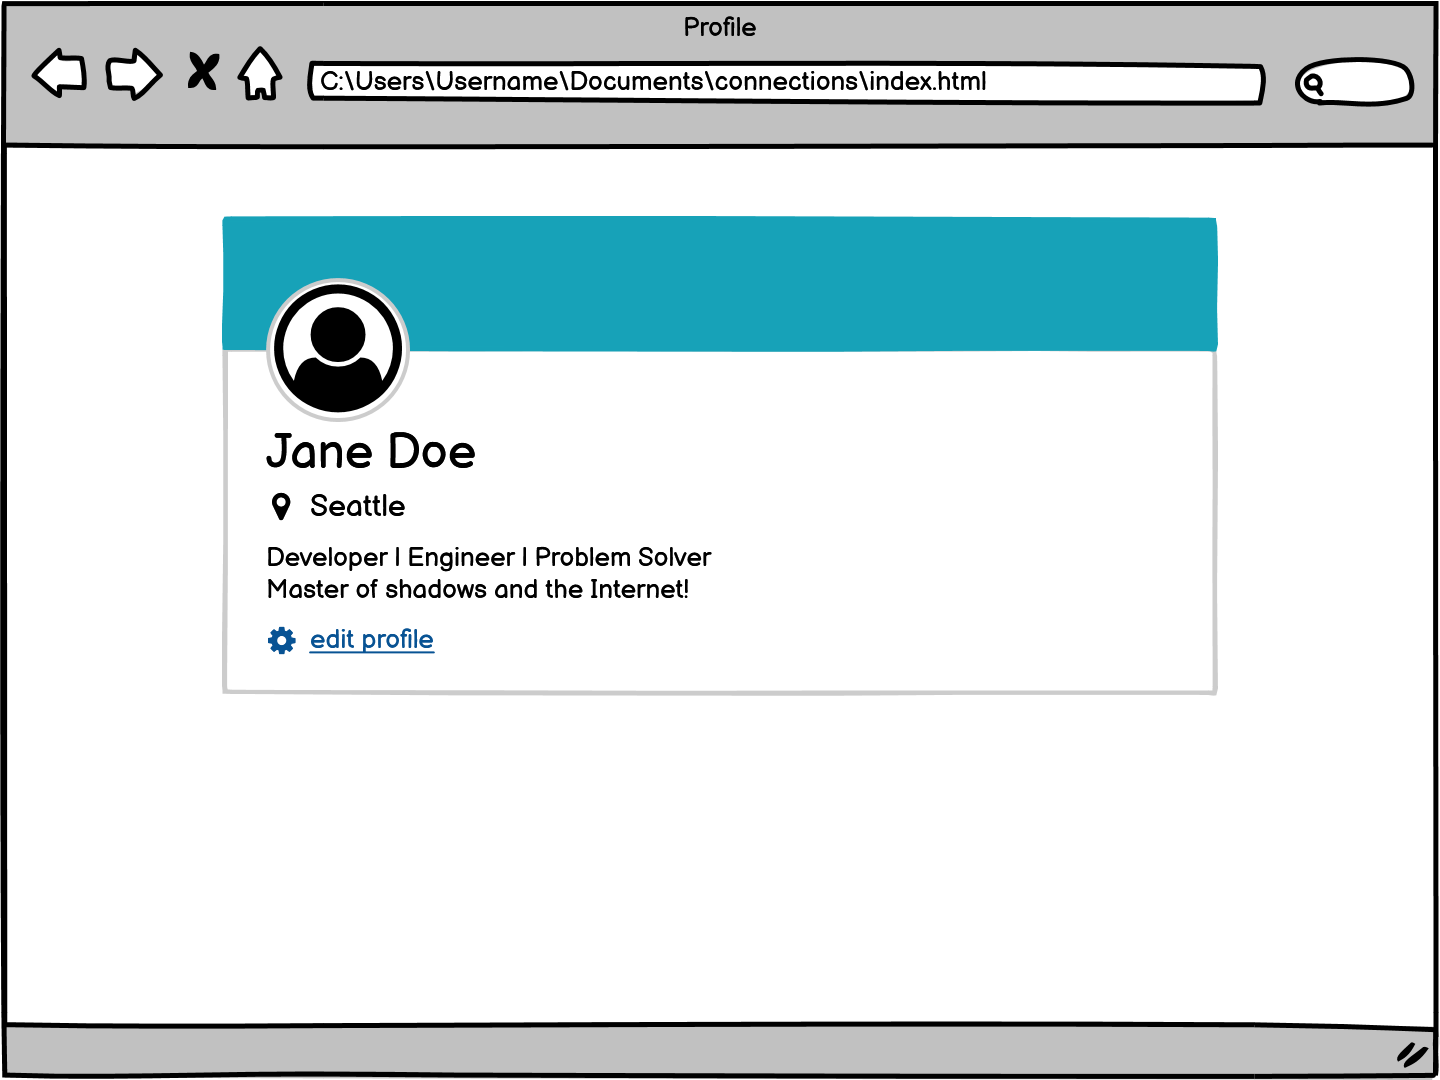 Profile
C:\Users\Username\Documents\connections\index.html
Jane Doe
Seattle
Developer | Engineer | Problem Solver
Master of shadows and the Internet!
edit profile